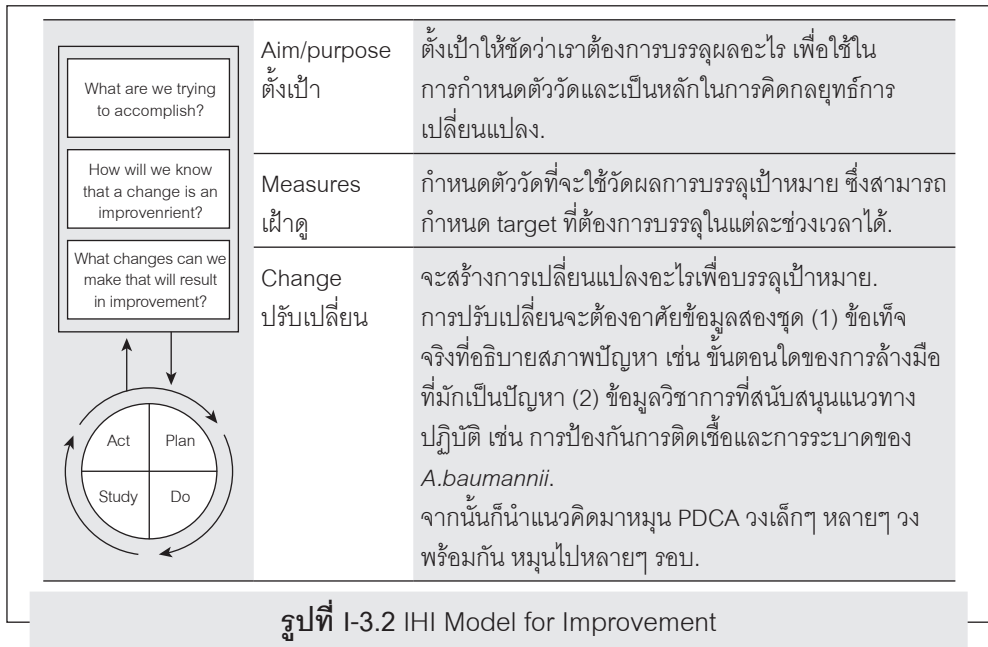 What are we trying
to accomplish?
How will we know
that a change is an
improvenrient?
What changes can we
make that will result
in improvement?
Act
Plan
Study
Do
Aim/purpose
ตั้งเป้า
ตั้งเป้าให้ชัดว่าเราต้องการบรรลุผลอะไร เพื่อใช้ใน
การกำหนดตัววัดและเป็นหลักในการคิดกลยุทธ์การ
เปลี่ยนแปลง.
Measures
เฝ้าดู
กำหนดตัววัดที่จะใช้วัดผลการบรรลุเป้าหมาย ซึ่งสามารถ
กำหนด target ที่ต้องการบรรลุในแต่ละช่วงเวลาได้.
Change
ปรับเปลี่ยน
จะสร้างการเปลี่ยนแปลงอะไรเพื่อบรรลุเป้าหมาย.
การปรับเปลี่ยนจะต้องอาศัยข้อมูลสองชุด (1) ข้อเท็จ
จริงที่อธิบายสภาพปัญหา เช่น ขั้นตอนใดของการล้างมือ
ที่มักเป็นปัญหา (2) ข้อมูลวิชาการที่สนับสนุนแนวทาง
ปฏิบัติ เช่น การป้องกันการติดเชื้อและการระบาดของ
A.baumannii.
จากนั้นก็นำแนวคิดมาหมุน PDCA วงเล็กๆ หลายๆ วง
พร้อมกัน หมุนไปหลายๆ รอบ.
รูปที่ I-3.2 IHI Model for Improvement